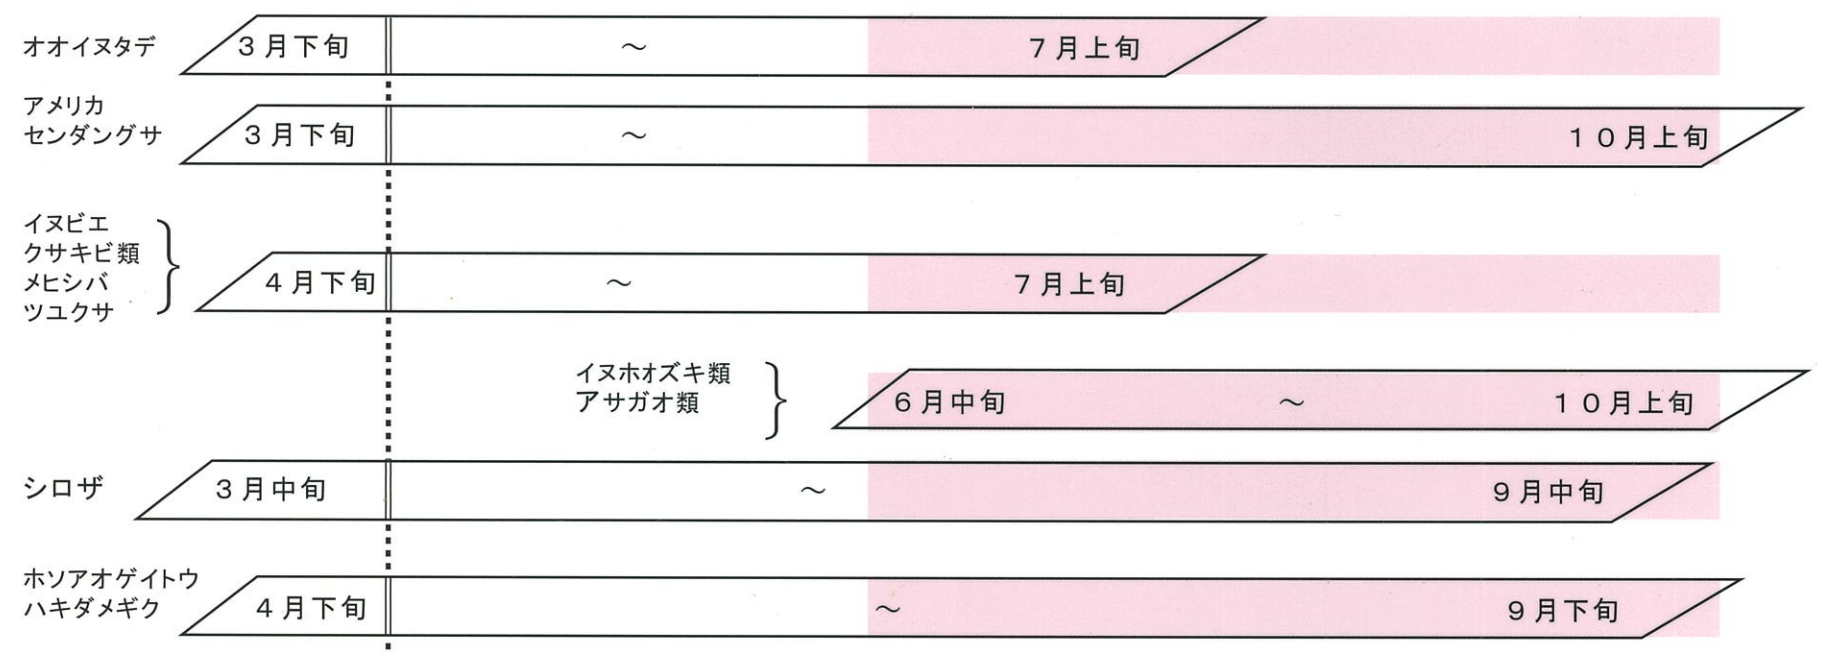 オオイヌタデ
3月下旬 ～ 7月上旬
アメリカ
センダングサ
3月下旬 ～ 10月上旬
イヌビエ
クサキビ類
メヒシバ
ツユクサ
4月下旬 ～ 7月上旬
イヌホオズキ類
アサガオ類
6月中旬 ～ 10月上旬
シロザ
3月中旬 ～ 9月中旬
ホソアオゲイトウ
ハキダメギク
4月下旬 ～ 9月下旬